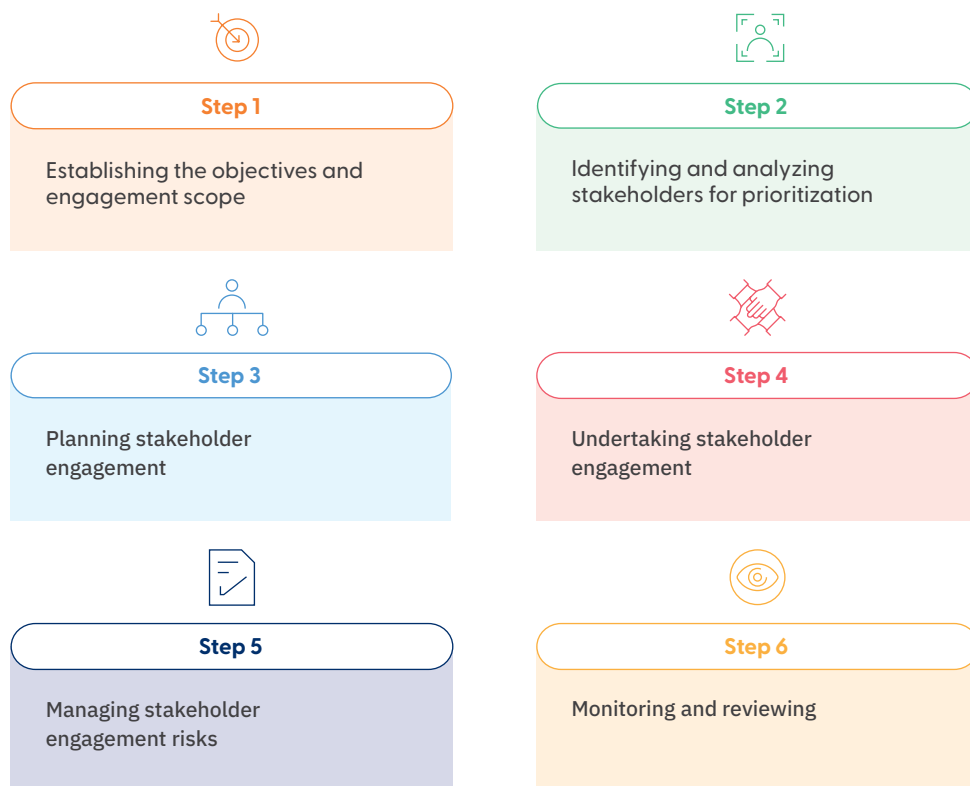 Step 1
Establishing the objectives and
engagement scope
Step 2
Identifying and analyzing
stakeholders for prioritization
Step 3
Planning stakeholder
engagement
Step 4
Undertaking stakeholder
engagement
Step 5
Managing stakeholder
engagement risks
Step 6
Monitoring and reviewing